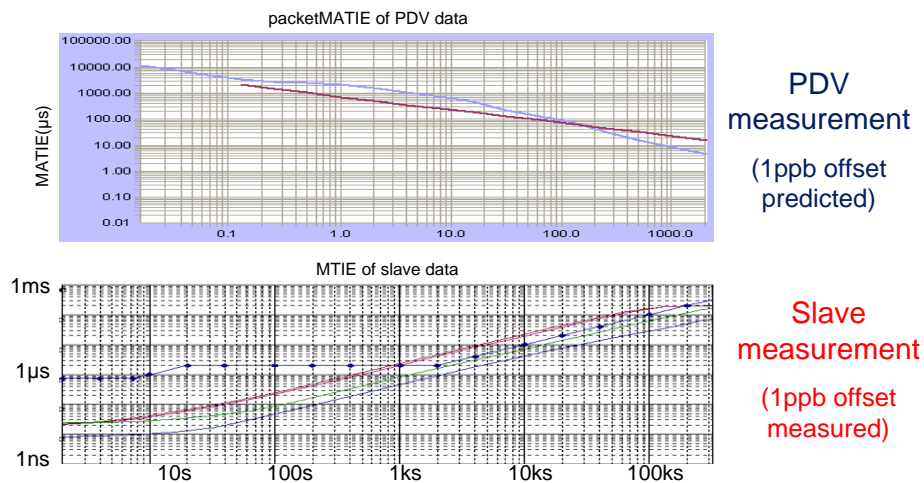 packetMATIE of PDV data
100000.00
10000.00
1000.00
100.00
10.00
1.00
0.10
0.01
MATIE(µs)
0.1 1.0 10.0 100.0 1000.0
PDV
measurement
(1ppb offset
predicted)
MTIE of slave data
1ms
1µs
1ns
10s 100s 1ks 10ks 100ks
Slave
measurement
(1ppb offset
measured)